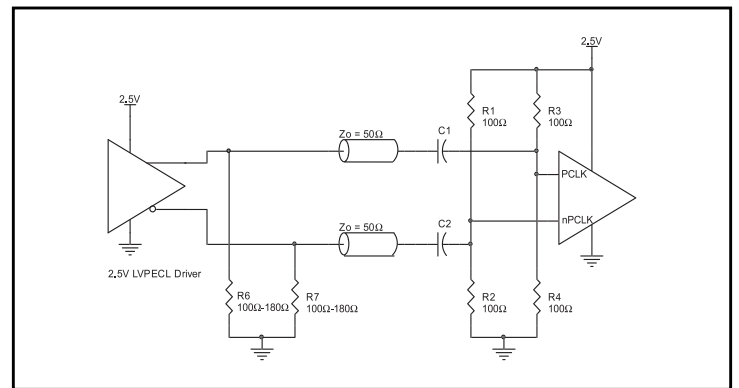 2.5V
2.5V
R1
100Ω
R3
100Ω
Zo = 50Ω
C1
PCLK
Zo = 50Ω
C2
nPCLK
2.5V LVPECL Driver
R6
100Ω-180Ω
R7
100Ω-180Ω
R2
100Ω
R4
100Ω